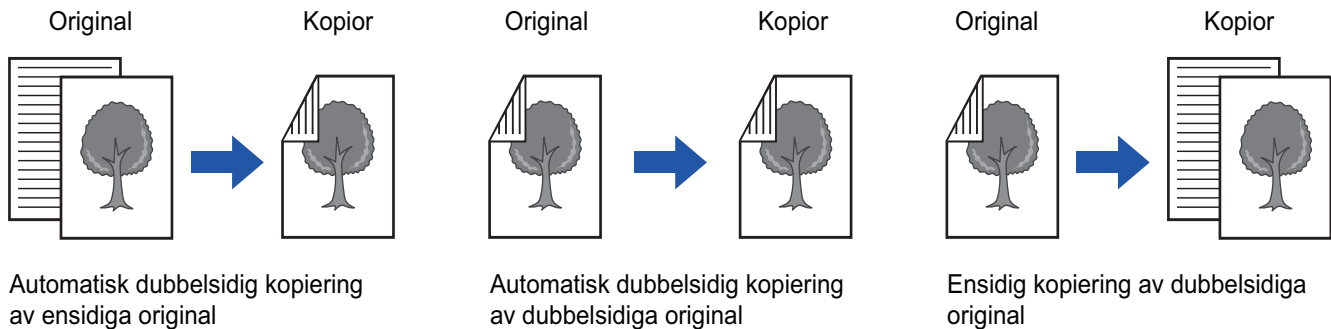 Original
Kopior
Original
Kopior
Original
Kopior
Automatisk dubbelsidig kopiering
av ensidiga original
Automatisk dubbelsidig kopiering
av dubbelsidiga original
Ensidig kopiering av dubbelsidiga
original